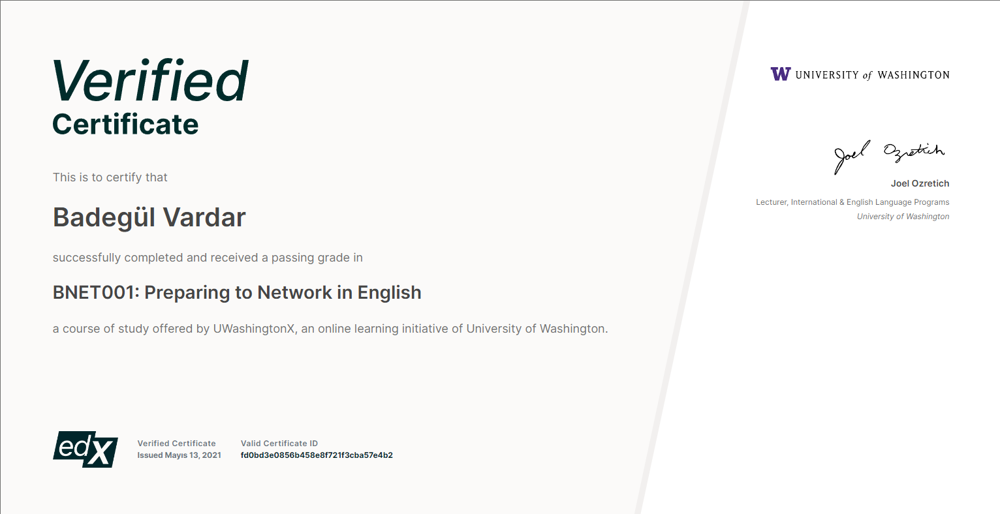 Verified
Certificate
This is to certify that
Badegül Vardar
successfully completed and received a passing grade in
BNET001: Preparing to Network in English
a course of study offered by UWashingtonX, an online learning initiative of University of Washington.
edX
Verified Certificate
Issued Mayıs 13, 2021
Valid Certificate ID
fd0bd3e0856b458e8f721f3cba57e4b2
W UNIVERSITY of WASHINGTON
Joel Ozretich
Joel Ozretich
Lecturer, International & English Language Programs
University of Washington